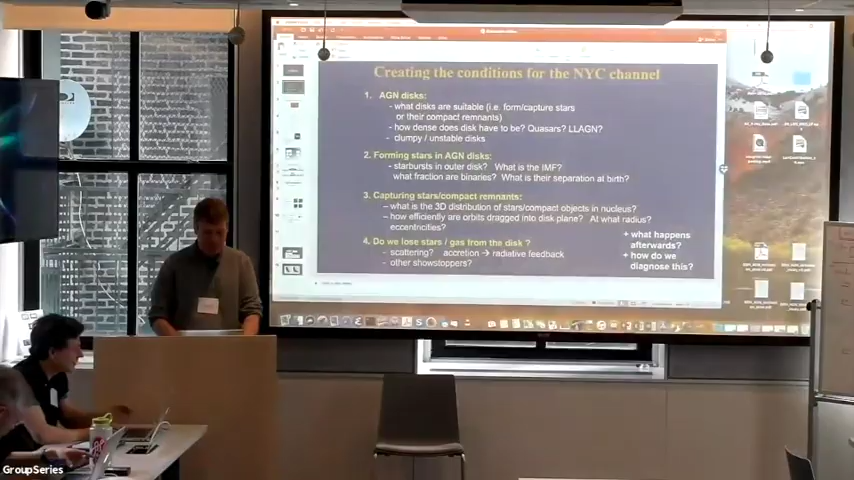 Creating the conditions for the NYC channel
1. AGN disks:
- what disks are suitable (i.e. form/capture stars
or their compact remnants)
- how dense does disk have to be? Quasars? LLAGN?
- clumpy / unstable disks
2. Forming stars in AGN disks:
- starbursts in outer disk? What is the IMF?
what fraction are binaries? What is their separation at birth?
3. Capturing stars/compact remnants:
- what is the 3D distribution of stars/compact objects in nucleus?
- how efficiently are orbits dragged into disk plane? At what radius?
eccentricities?
4. Do we lose stars / gas from the disk ?
- scattering? accretion → radiative feedback
- other showstoppers?
+ what happens
afterwards?
+ how do we
diagnose this?
GroupSeries